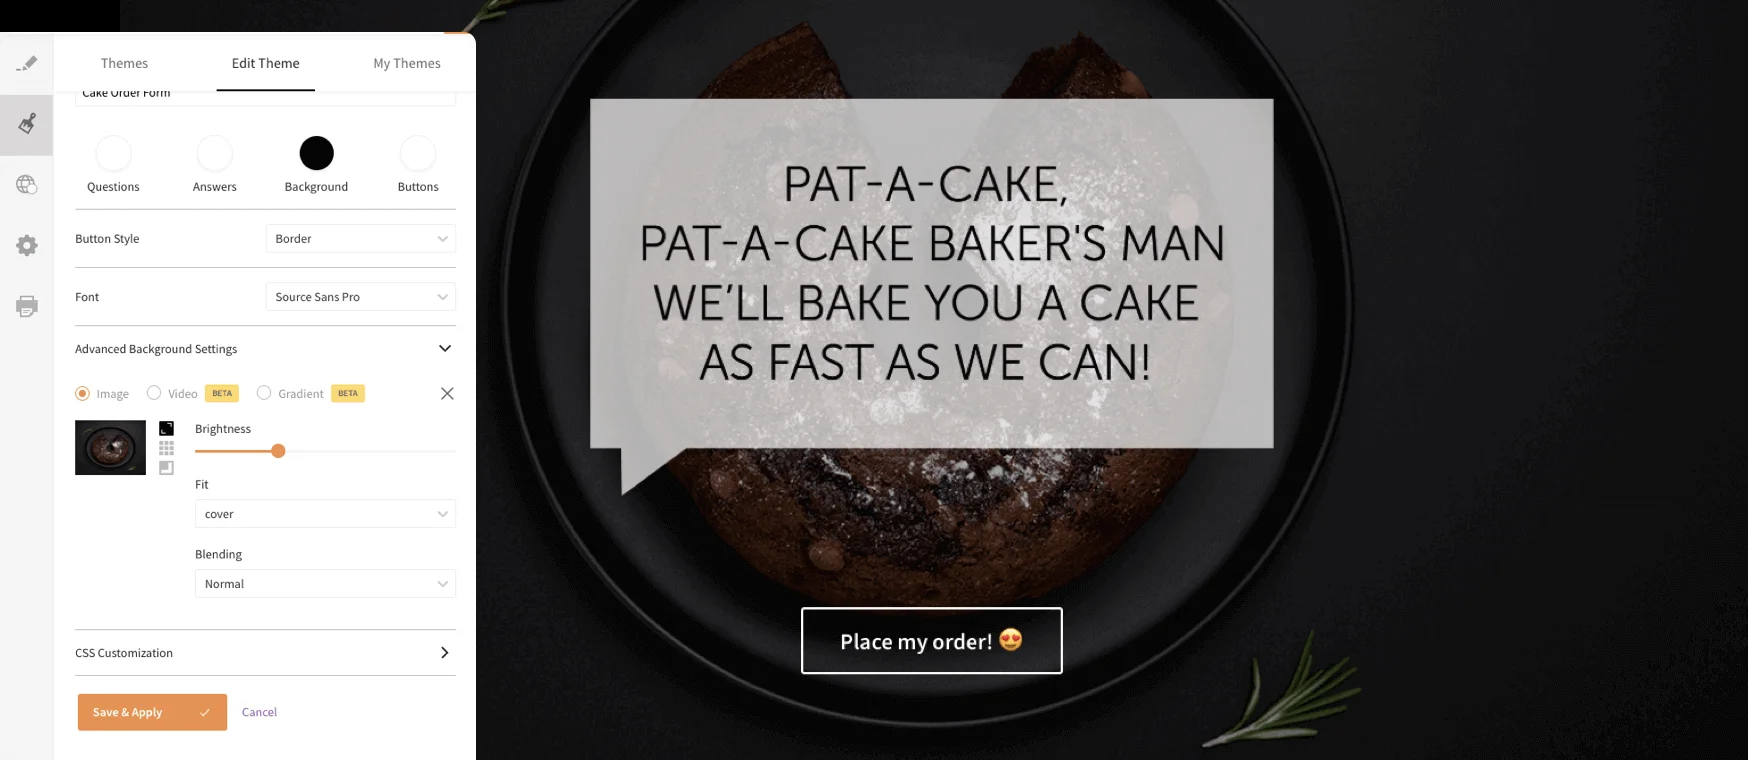 Themes
Edit Theme
My Themes
Cake Order Form
Questions
Answers
Background
Buttons
Button Style
Border
Font
Source Sans Pro
Advanced Background Settings
Image
Video
BETA
Gradient
BETA
Brightness
Fit
cover
Blending
Normal
CSS Customization
Save & Apply
Cancel
PAT-A-CAKE,
PAT-A-CAKE BAKER'S MAN
WE'LL BAKE YOU A CAKE
AS FAST AS WE CAN!
Place my order! 😍